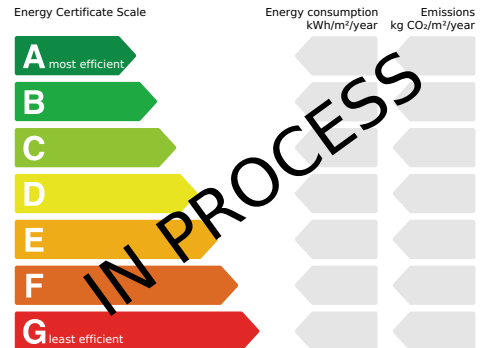 Energy Certificate Scale
Energy consumption
kWh/m²/year
Emissions
kg CO₂/m²/year
A most efficient
B
C
D
E
F
G least efficient
IN PROCESS